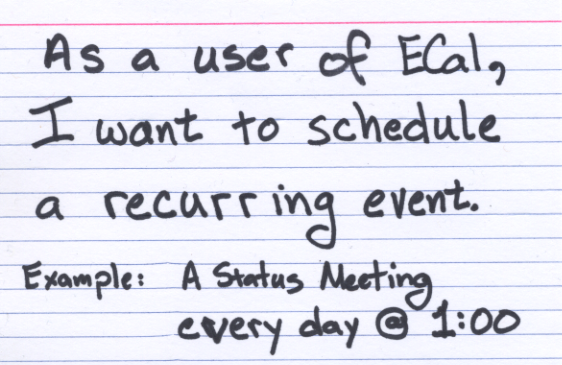 As a user of ECal,
I want to schedule
a recurring event.
Example: A Status Meeting
every day @ 1:00